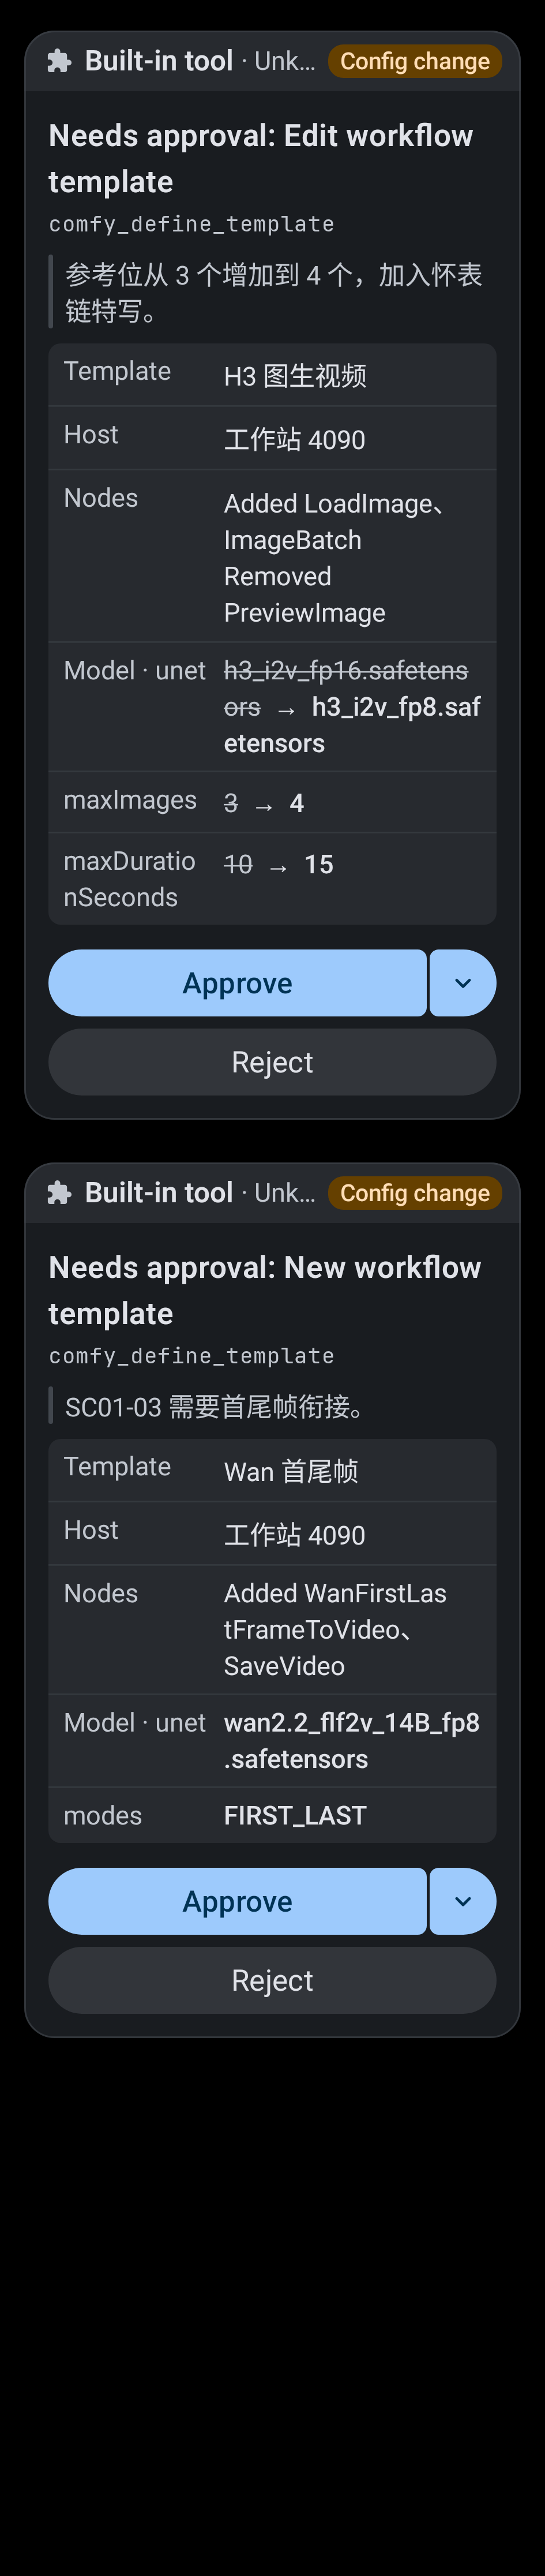 Built-in tool · Unk… Config change
Needs approval: Edit workflow
template
comfy_define_template
参考位从 3 个增加到 4 个，加入怀表
链特写。
Template H3 图生视频
Host 工作站 4090
Nodes Added LoadImage、
ImageBatch
Removed
PreviewImage
Model · unet h3_i2v_fp16.safetens
ors → h3_i2v_fp8.saf
etensors
maxImages 3 → 4
maxDuratio 10 → 15
nSeconds
Approve
Reject
Built-in tool · Unk… Config change
Needs approval: New workflow
template
comfy_define_template
SC01-03 需要首尾帧衔接。
Template Wan 首尾帧
Host 工作站 4090
Nodes Added WanFirstLas
tFrameToVideo、
SaveVideo
Model · unet wan2.2_flf2v_14B_fp8
.safetensors
modes FIRST_LAST
Approve
Reject